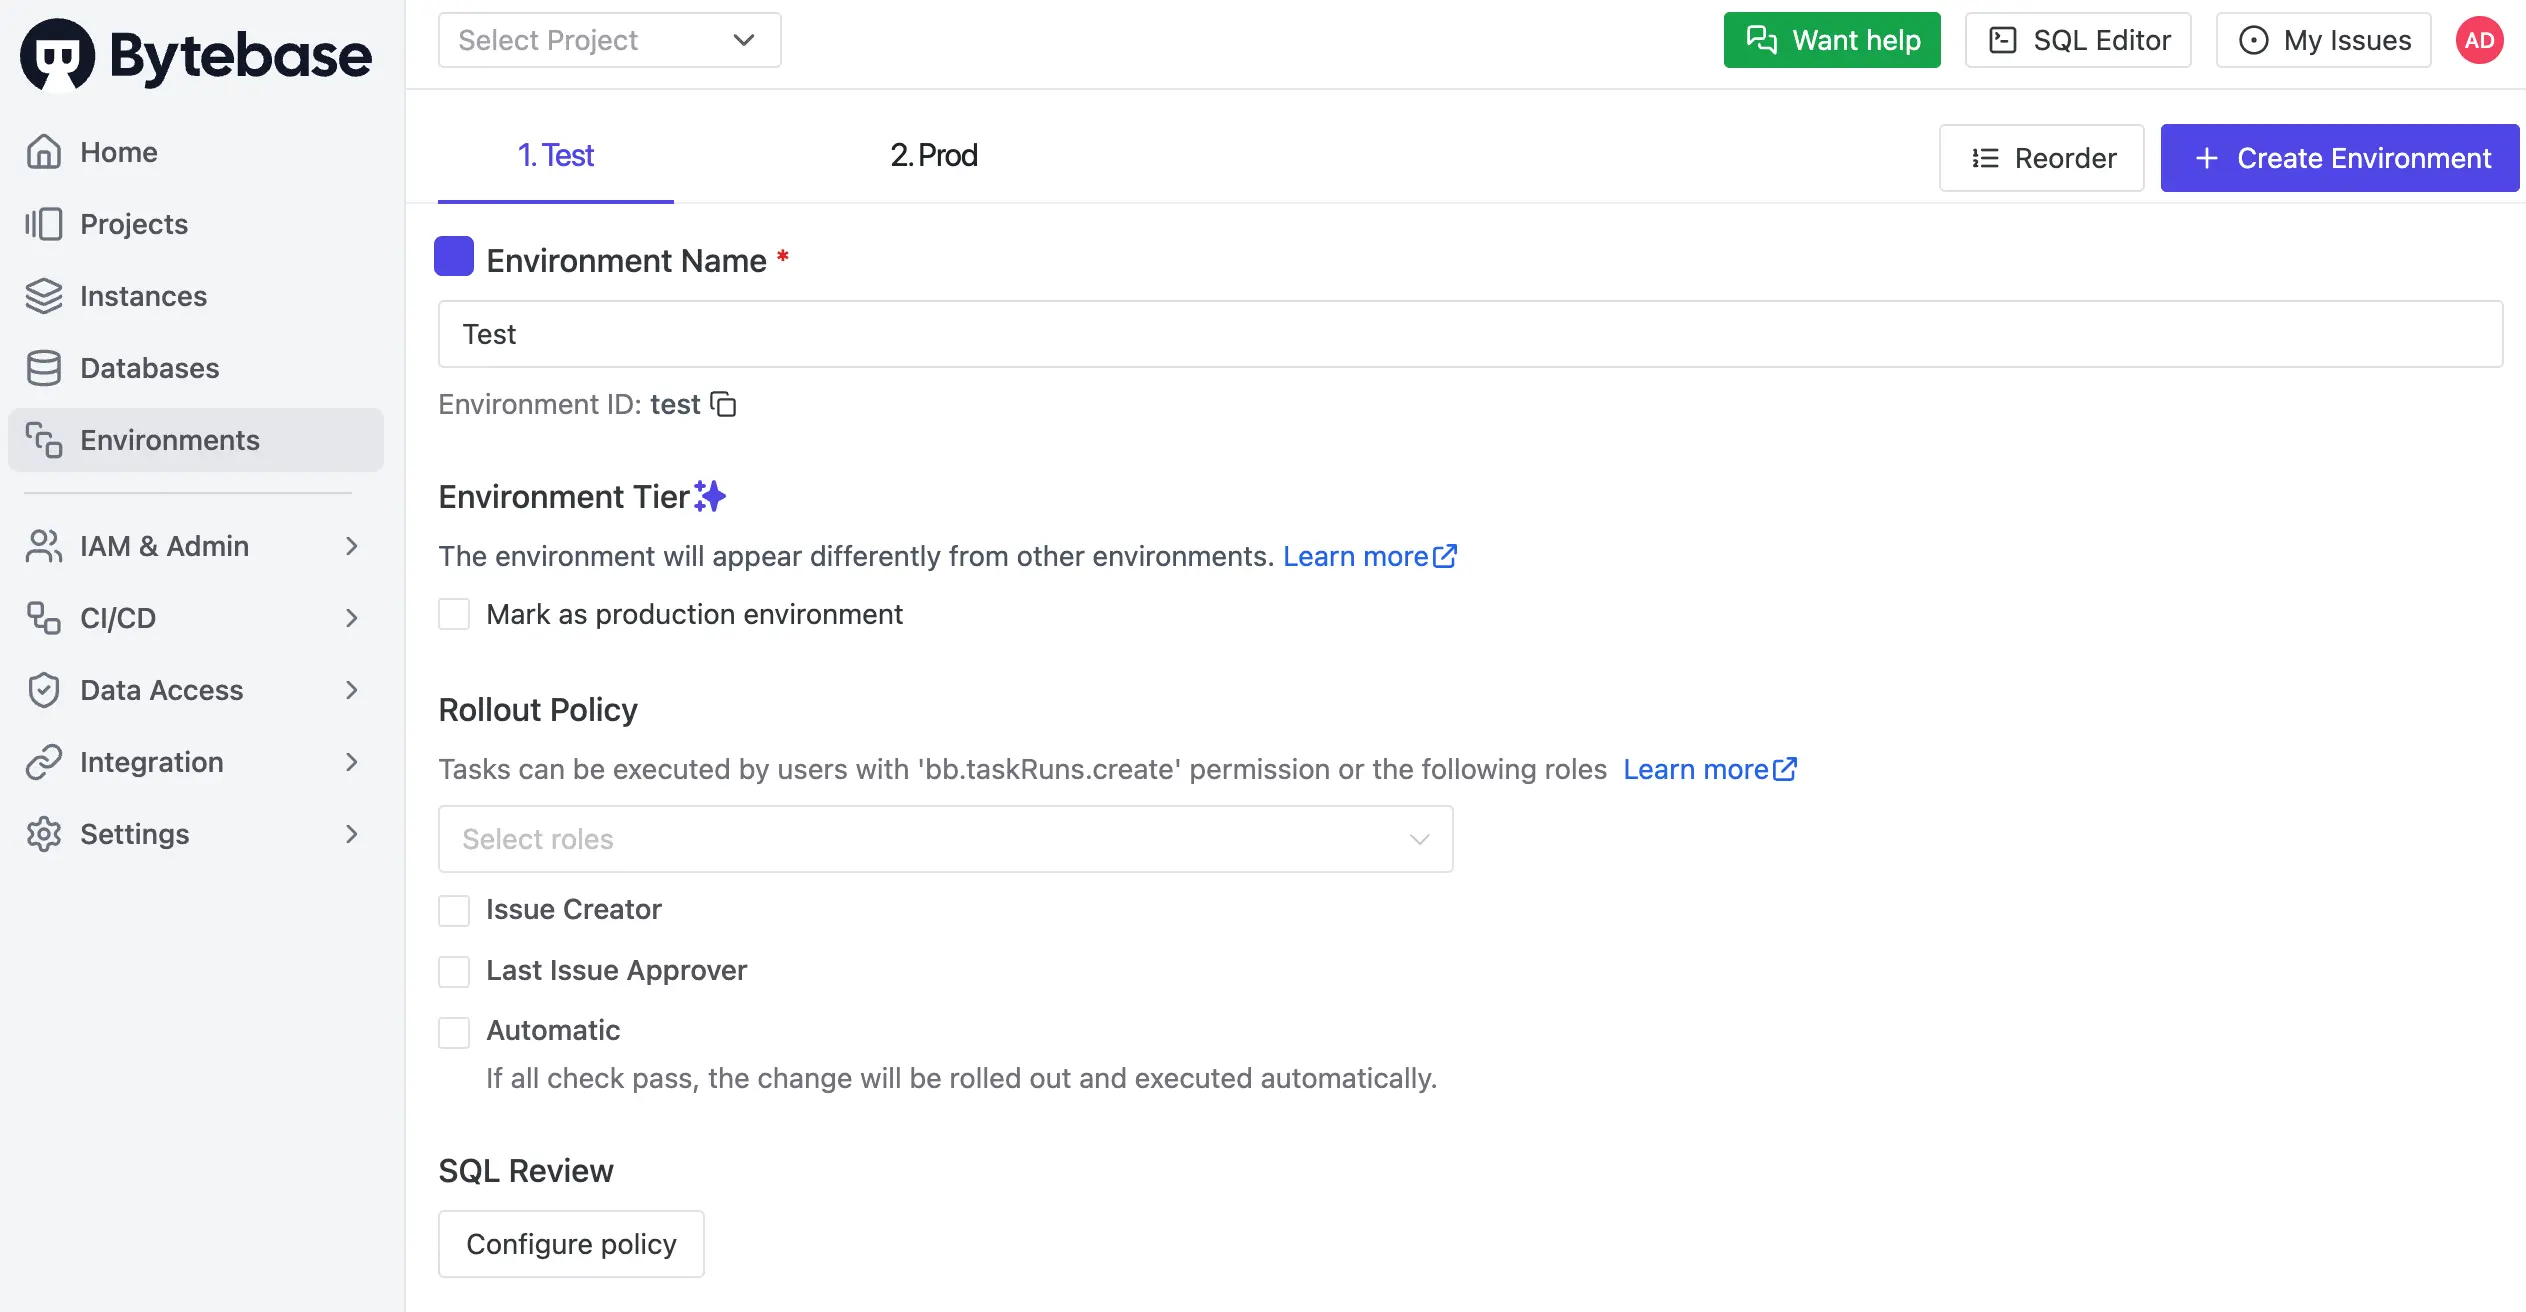 Bytebase
Select Project
Want help
SQL Editor
My Issues
AD
Home
Projects
Instances
Databases
Environments
IAM & Admin
CI/CD
Data Access
Integration
Settings
1. Test
2. Prod
Reorder
+ Create Environment
Environment Name *
Test
Environment ID: test
Environment Tier
The environment will appear differently from other environments. Learn more
Mark as production environment
Rollout Policy
Tasks can be executed by users with 'bb.taskRuns.create' permission or the following roles Learn more
Select roles
Issue Creator
Last Issue Approver
Automatic
If all check pass, the change will be rolled out and executed automatically.
SQL Review
Configure policy